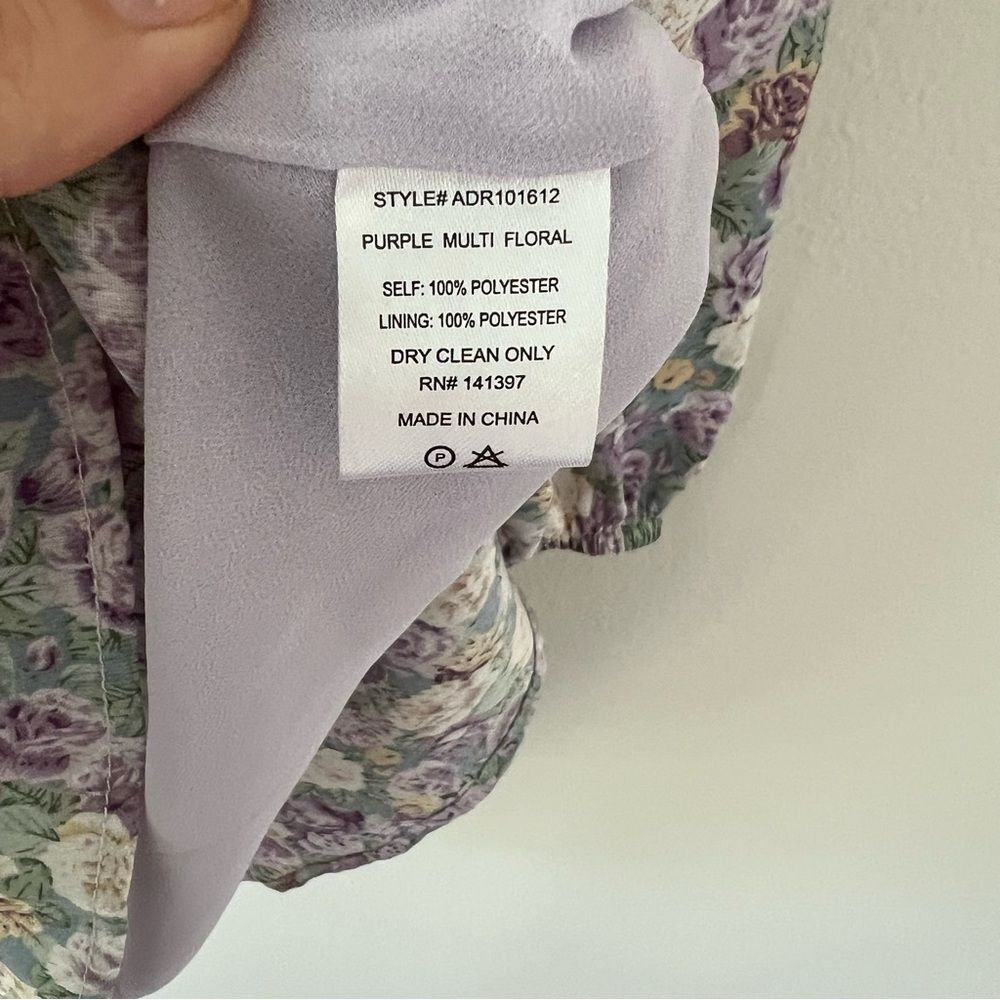 STYLE# ADR101612
PURPLE MULTI FLORAL
SELF: 100% POLYESTER
LINING: 100% POLYESTER
DRY CLEAN ONLY
RN# 141397
MADE IN CHINA
P